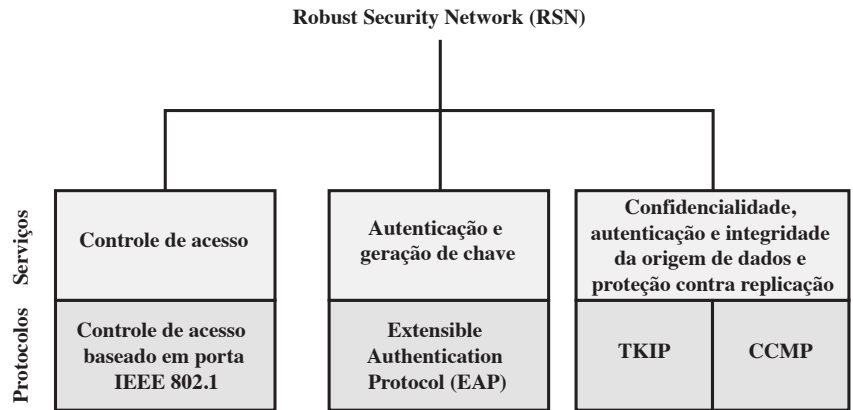 Robust Security Network (RSN)
Serviços
Controle de acesso
Autenticação e
geração de chave
Confidencialidade,
autenticação e integridade
da origem de dados e
proteção contra replicação
Protocolos
Controle de acesso
baseado em porta
IEEE 802.1
Extensible
Authentication
Protocol (EAP)
TKIP
CCMP